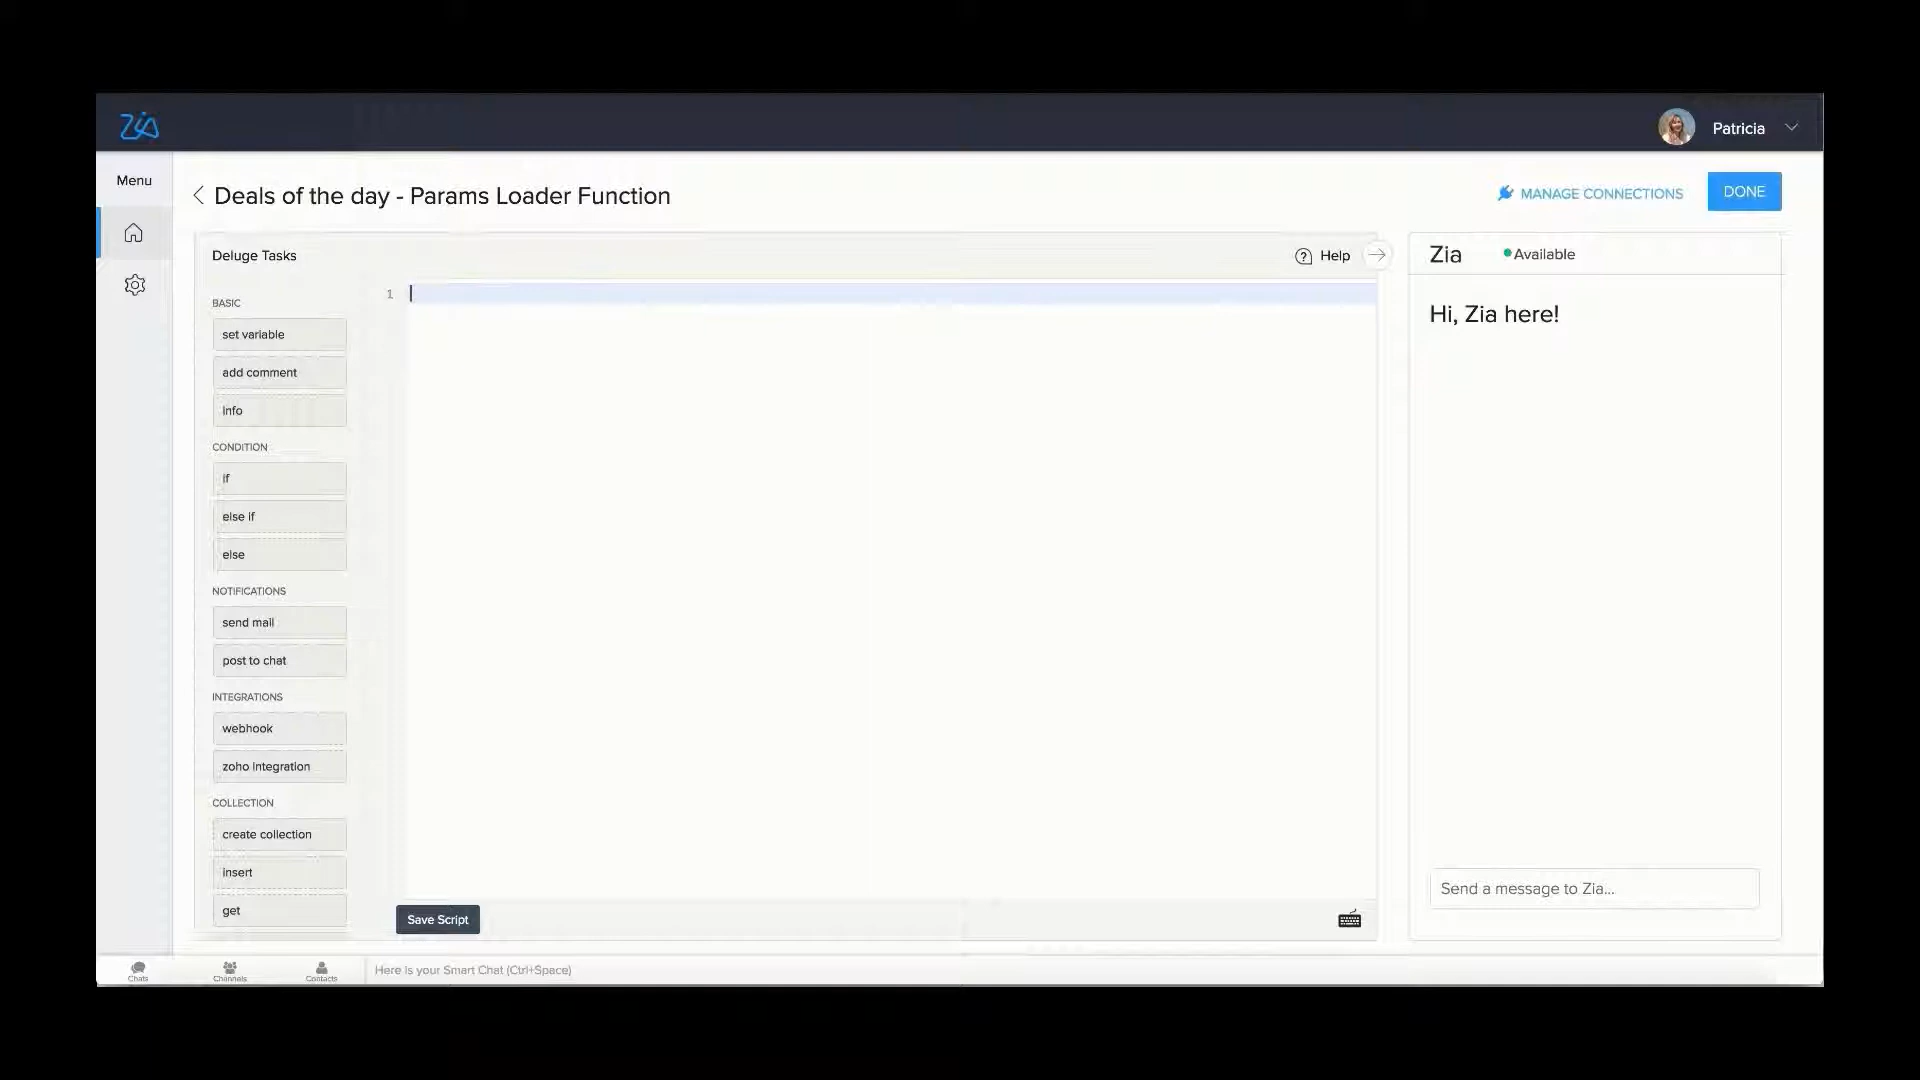 Zia
Patricia
Menu
Deals of the day - Params Loader Function
MANAGE CONNECTIONS
DONE
Deluge Tasks
Help
Zia
Available
BASIC
1
Hi, Zia here!
set variable
add comment
info
CONDITION
if
else if
else
NOTIFICATIONS
send mail
post to chat
INTEGRATIONS
webhook
zoho integration
COLLECTION
create collection
insert
get
Send a message to Zia...
Save Script
Chats
Channels
Contacts
Here is your Smart Chat (Ctrl+Space)